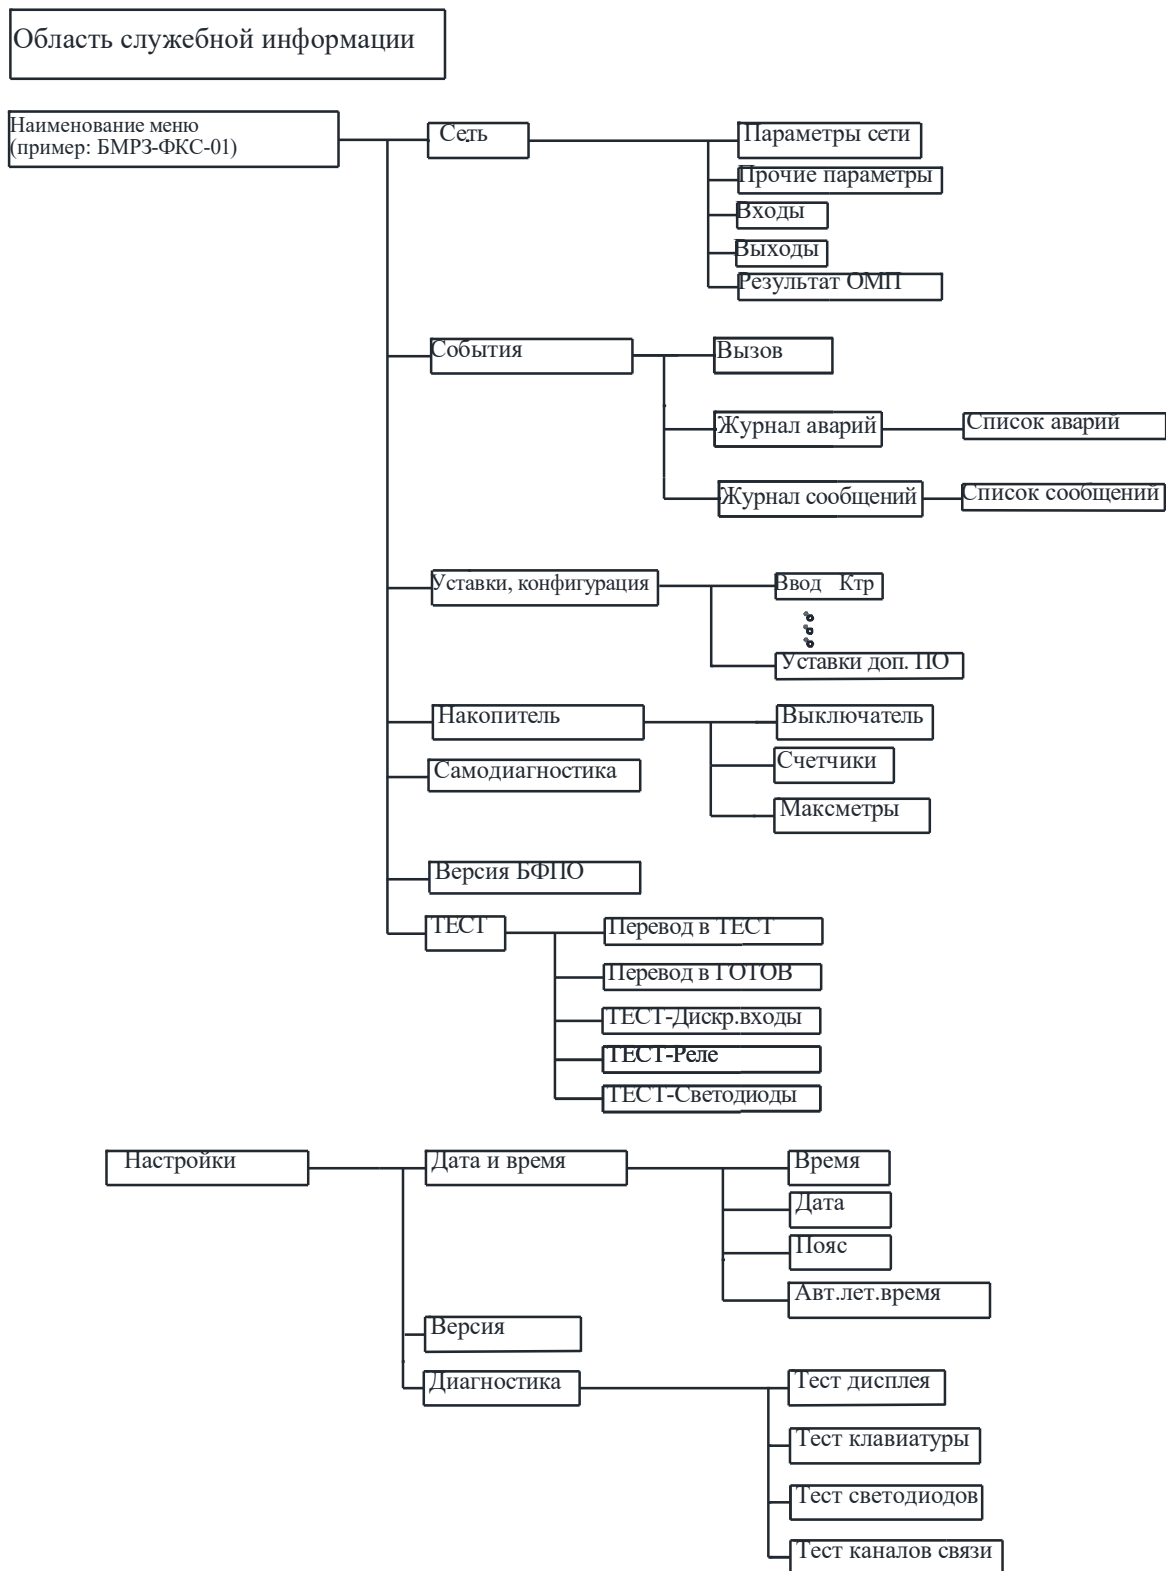 Область служебной информации
Наименование меню
(пример: БМРЗ-ФКС-01)
Сеть
Параметры сети
Прочие параметры
Входы
Выходы
Результат ОМП
События
Вызов
Журнал аварий
Список аварий
Журнал сообщений
Список сообщений
Уставки, конфигурация
Ввод Ктр
Уставки доп. ПО
Накопитель
Выключатель
Самодиагностика
Счетчики
Максметры
Версия БФПО
ТЕСТ
Перевод в ТЕСТ
Перевод в ГОТОВ
ТЕСТ-Дискр.входы
ТЕСТ-Реле
ТЕСТ-Светодиоды
Настройки
Дата и время
Время
Дата
Пояс
Авт.лет.время
Версия
Диагностика
Тест дисплея
Тест клавиатуры
Тест светодиодов
Тест каналов связи